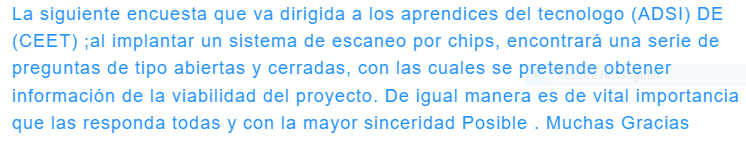 La siguiente encuesta que va dirigida a los aprendices del tecnologo (ADSI) DE
(CEET) ;al implantar un sistema de escaneo por chips, encontrará una serie de
preguntas de tipo abiertas y cerradas, con las cuales se pretende obtener
información de la viabilidad del proyecto. De igual manera es de vital importancia
que las responda todas y con la mayor sinceridad Posible . Muchas Gracias